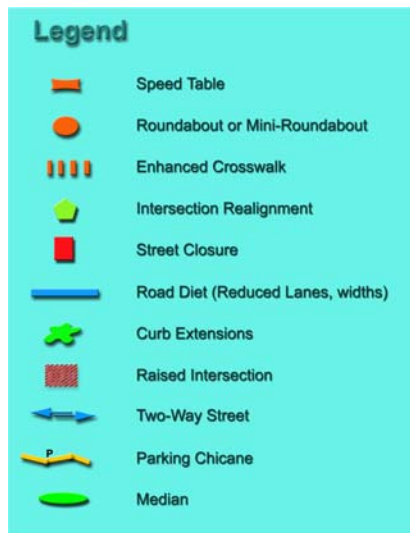 Legend
Speed Table
Roundabout or Mini-Roundabout
Enhanced Crosswalk
Intersection Realignment
Street Closure
Road Diet (Reduced Lanes, widths)
Curb Extensions
Raised Intersection
Two-Way Street
P
Parking Chicane
Median